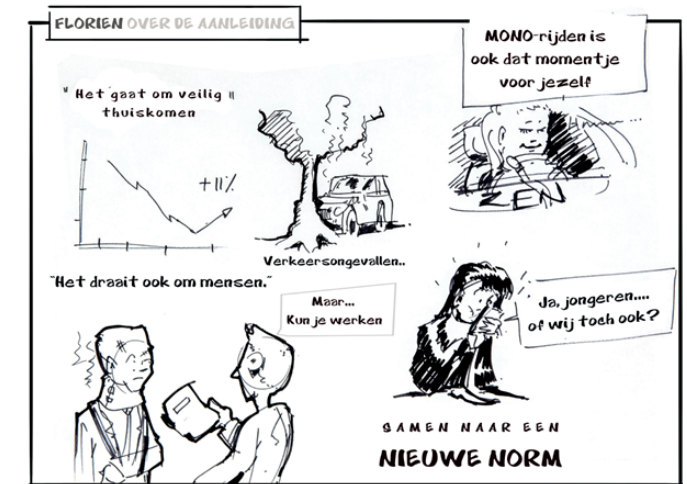 FLORIEN OVER DE AANLEIDING
"Het gaat om veilig"
thuiskomen
+11%
MONO-rijden is
ook dat momentje
voor jezelf
ZEN
Verkeersongevallen..
"Het draait ook om mensen."
Maar...
Kun je werken
Ja, jongeren....
of wij toch ook?
SAMEN NAAR EEN
NIEUWE NORM